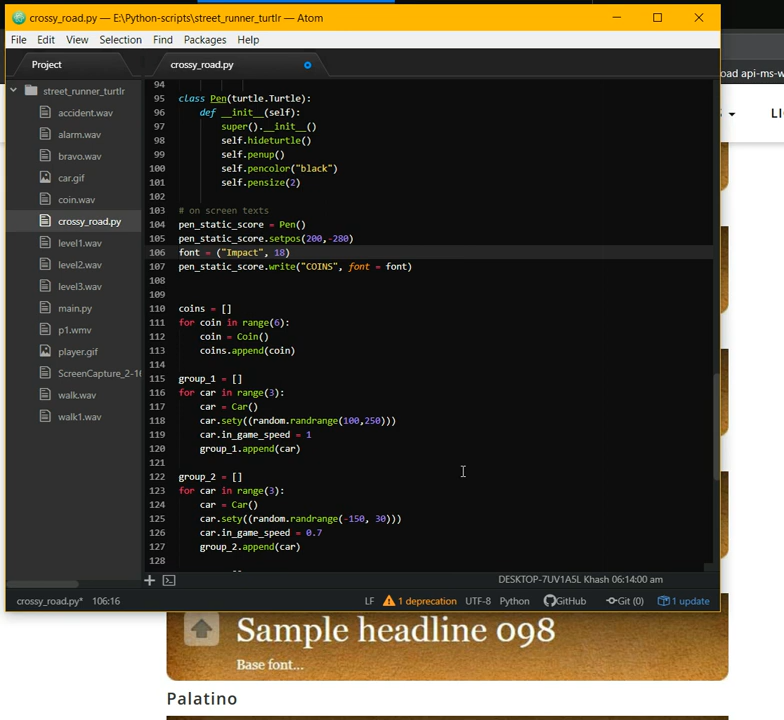 crossy_road.py — E:\Python-scripts\street_runner_turtlr — Atom
File Edit View Selection Find Packages Help
oad api-ms-w
Project
crossy_road.py
LI
street_runner_turtlr
accident.wav
alarm.wav
bravo.wav
car.gif
coin.wav
crossy_road.py
level1.wav
level2.wav
level3.wav
main.py
p1.wmv
player.gif
ScreenCapture_2-16
walk.wav
walk1.wav
94
95 class Pen(turtle.Turtle):
96 def __init__(self):
97 super().__init__()
98 self.hideturtle()
99 self.penup()
100 self.pencolor("black")
101 self.pensize(2)
102
103 # on screen texts
104 pen_static_score = Pen()
105 pen_static_score.setpos(200,-280)
106 font = ("Impact", 18)
107 pen_static_score.write("COINS", font = font)
108
109
110 coins = []
111 for coin in range(6):
112 coin = Coin()
113 coins.append(coin)
114
115 group_1 = []
116 for car in range(3):
117 car = Car()
118 car.sety((random.randrange(100,250)))
119 car.in_game_speed = 1
120 group_1.append(car)
121
122 group_2 = []
123 for car in range(3):
124 car = Car()
125 car.sety((random.randrange(-150, 30)))
126 car.in_game_speed = 0.7
127 group_2.append(car)
128
DESKTOP-7UV1A5L Khash 06:14:00 am
crossy_road.py* 106:16 LF 1 deprecation UTF-8 Python GitHub Git (0) 1 update
Sample headline 098
Base font...
Palatino